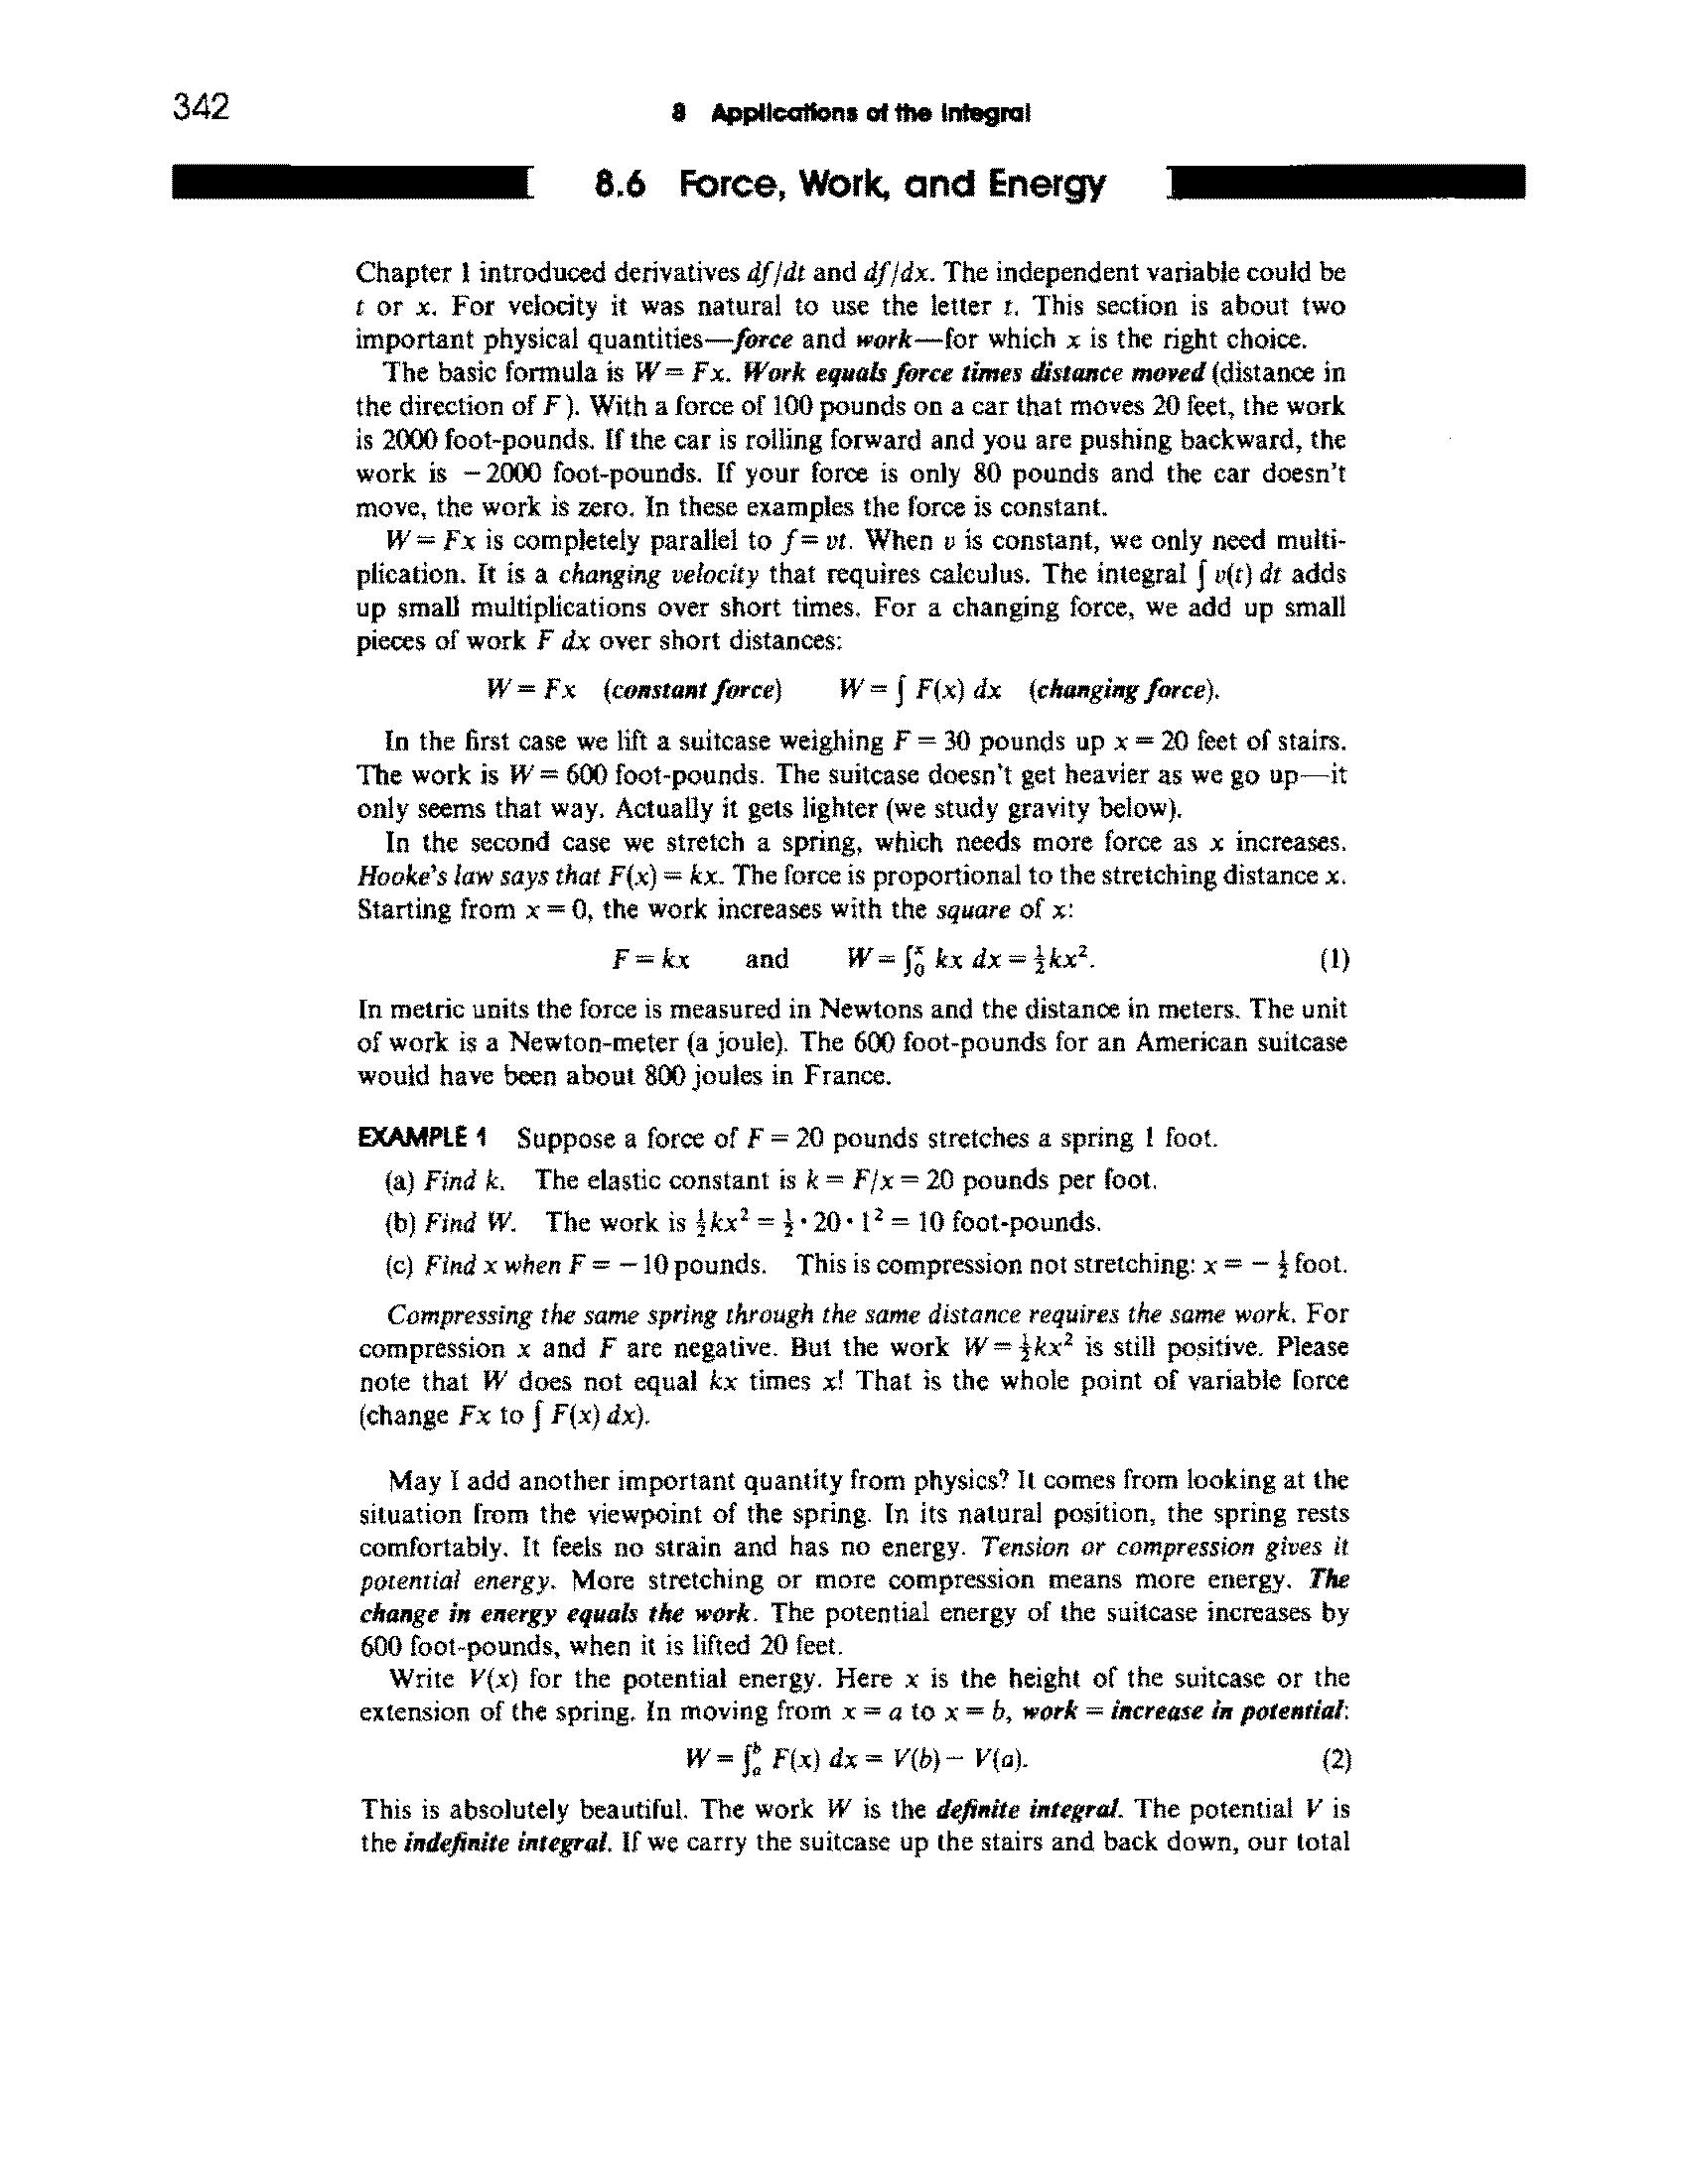 342
8 Applications of the Integral
8.6 Force, Work, and Energy
Chapter 1 introduced derivatives df/dt and df/dx. The independent variable could be
t or x. For velocity it was natural to use the letter t. This section is about two
important physical quantities—force and work—for which x is the right choice.
The basic formula is W = Fx. Work equals force times distance moved (distance in
the direction of F). With a force of 100 pounds on a car that moves 20 feet, the work
is 2000 foot-pounds. If the car is rolling forward and you are pushing backward, the
work is −2000 foot-pounds. If your force is only 80 pounds and the car doesn't
move, the work is zero. In these examples the force is constant.
W = Fx is completely parallel to f = vt. When v is constant, we only need multi-
plication. It is a changing velocity that requires calculus. The integral ∫ v(t) dt adds
up small multiplications over short times. For a changing force, we add up small
pieces of work F dx over short distances:
W = Fx (constant force) W = ∫ F(x) dx (changing force).
In the first case we lift a suitcase weighing F = 30 pounds up x = 20 feet of stairs.
The work is W = 600 foot-pounds. The suitcase doesn't get heavier as we go up—it
only seems that way. Actually it gets lighter (we study gravity below).
In the second case we stretch a spring, which needs more force as x increases.
Hooke's law says that F(x) = kx. The force is proportional to the stretching distance x.
Starting from x = 0, the work increases with the square of x:
F = kx and W = ∫₀ˣ kx dx = ½kx². (1)
In metric units the force is measured in Newtons and the distance in meters. The unit
of work is a Newton-meter (a joule). The 600 foot-pounds for an American suitcase
would have been about 800 joules in France.
EXAMPLE 1 Suppose a force of F = 20 pounds stretches a spring 1 foot.
(a) Find k. The elastic constant is k = F/x = 20 pounds per foot.
(b) Find W. The work is ½kx² = ½ · 20 · 1² = 10 foot-pounds.
(c) Find x when F = −10 pounds. This is compression not stretching: x = −½ foot.
Compressing the same spring through the same distance requires the same work. For
compression x and F are negative. But the work W = ½kx² is still positive. Please
note that W does not equal kx times x! That is the whole point of variable force
(change Fx to ∫ F(x) dx).
May I add another important quantity from physics? It comes from looking at the
situation from the viewpoint of the spring. In its natural position, the spring rests
comfortably. It feels no strain and has no energy. Tension or compression gives it
potential energy. More stretching or more compression means more energy. The
change in energy equals the work. The potential energy of the suitcase increases by
600 foot-pounds, when it is lifted 20 feet.
Write V(x) for the potential energy. Here x is the height of the suitcase or the
extension of the spring. In moving from x = a to x = b, work = increase in potential:
W = ∫ₐᵇ F(x) dx = V(b) − V(a). (2)
This is absolutely beautiful. The work W is the definite integral. The potential V is
the indefinite integral. If we carry the suitcase up the stairs and back down, our total